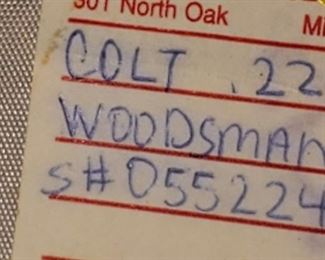 301 North Oak
COLT .22
WOODSMAN
S# 055224